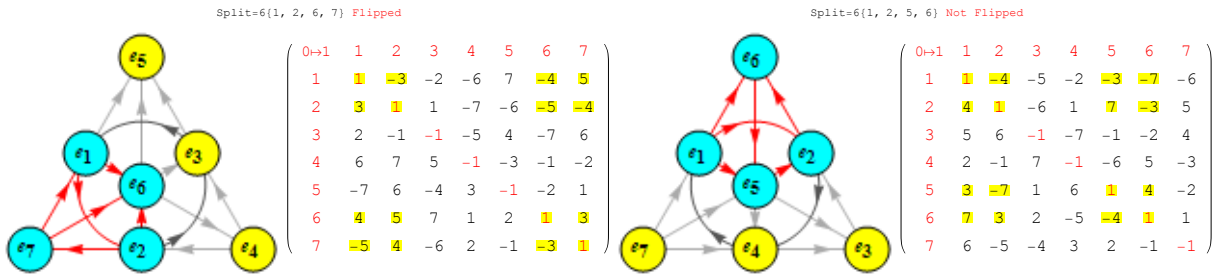 Split=6{1, 2, 6, 7} Flipped
e5
e1
e3
e6
e7
e2
e4
0↦1 1 2 3 4 5 6 7
1 1 −3 −2 −6 7 −4 5
2 3 1 1 −7 −6 −5 −4
3 2 −1 −1 −5 4 −7 6
4 6 7 5 −1 −3 −1 −2
5 −7 6 −4 3 −1 −2 1
6 4 5 7 1 2 1 3
7 −5 4 −6 2 −1 −3 1
Split=6{1, 2, 5, 6} Not Flipped
e6
e1
e2
e5
e7
e4
e3
0↦1 1 2 3 4 5 6 7
1 1 −4 −5 −2 −3 −7 −6
2 4 1 −6 1 7 −3 5
3 5 6 −1 −7 −1 −2 4
4 2 −1 7 −1 −6 5 −3
5 3 −7 1 6 1 4 −2
6 7 3 2 −5 −4 1 1
7 6 −5 −4 3 2 −1 −1